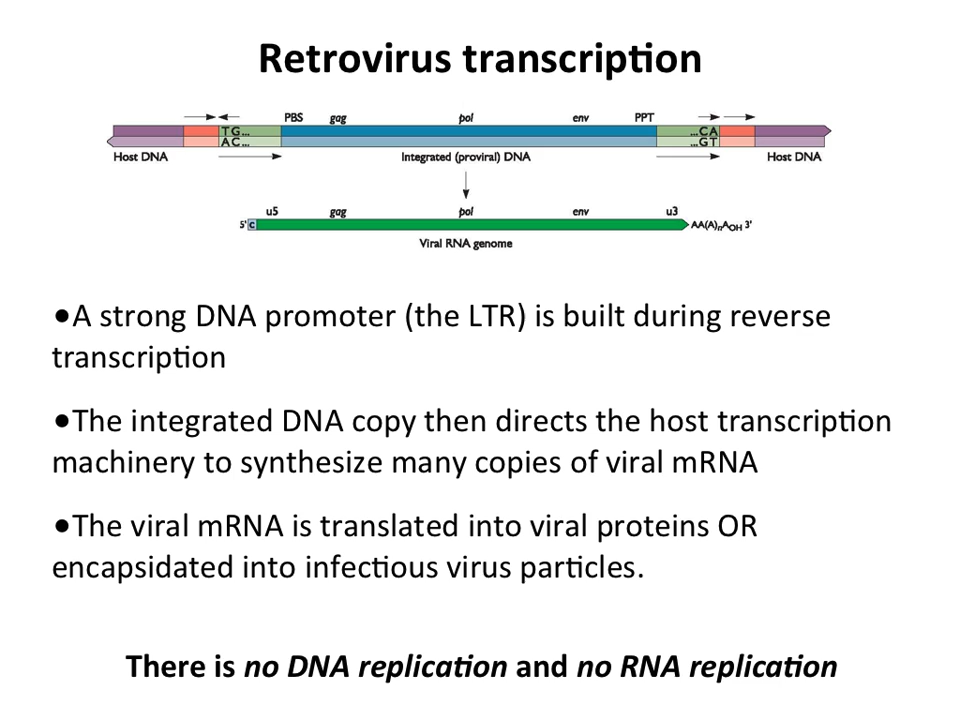 Retrovirus transcription
PBS gag pol env PPT
TG... ...CA
AC... ...GT
Host DNA Integrated (proviral) DNA Host DNA
u5 gag pol env u3
5' c AA(A)nAOH 3'
Viral RNA genome
•A strong DNA promoter (the LTR) is built during reverse
transcription
•The integrated DNA copy then directs the host transcription
machinery to synthesize many copies of viral mRNA
•The viral mRNA is translated into viral proteins OR
encapsidated into infectious virus particles.
There is no DNA replication and no RNA replication